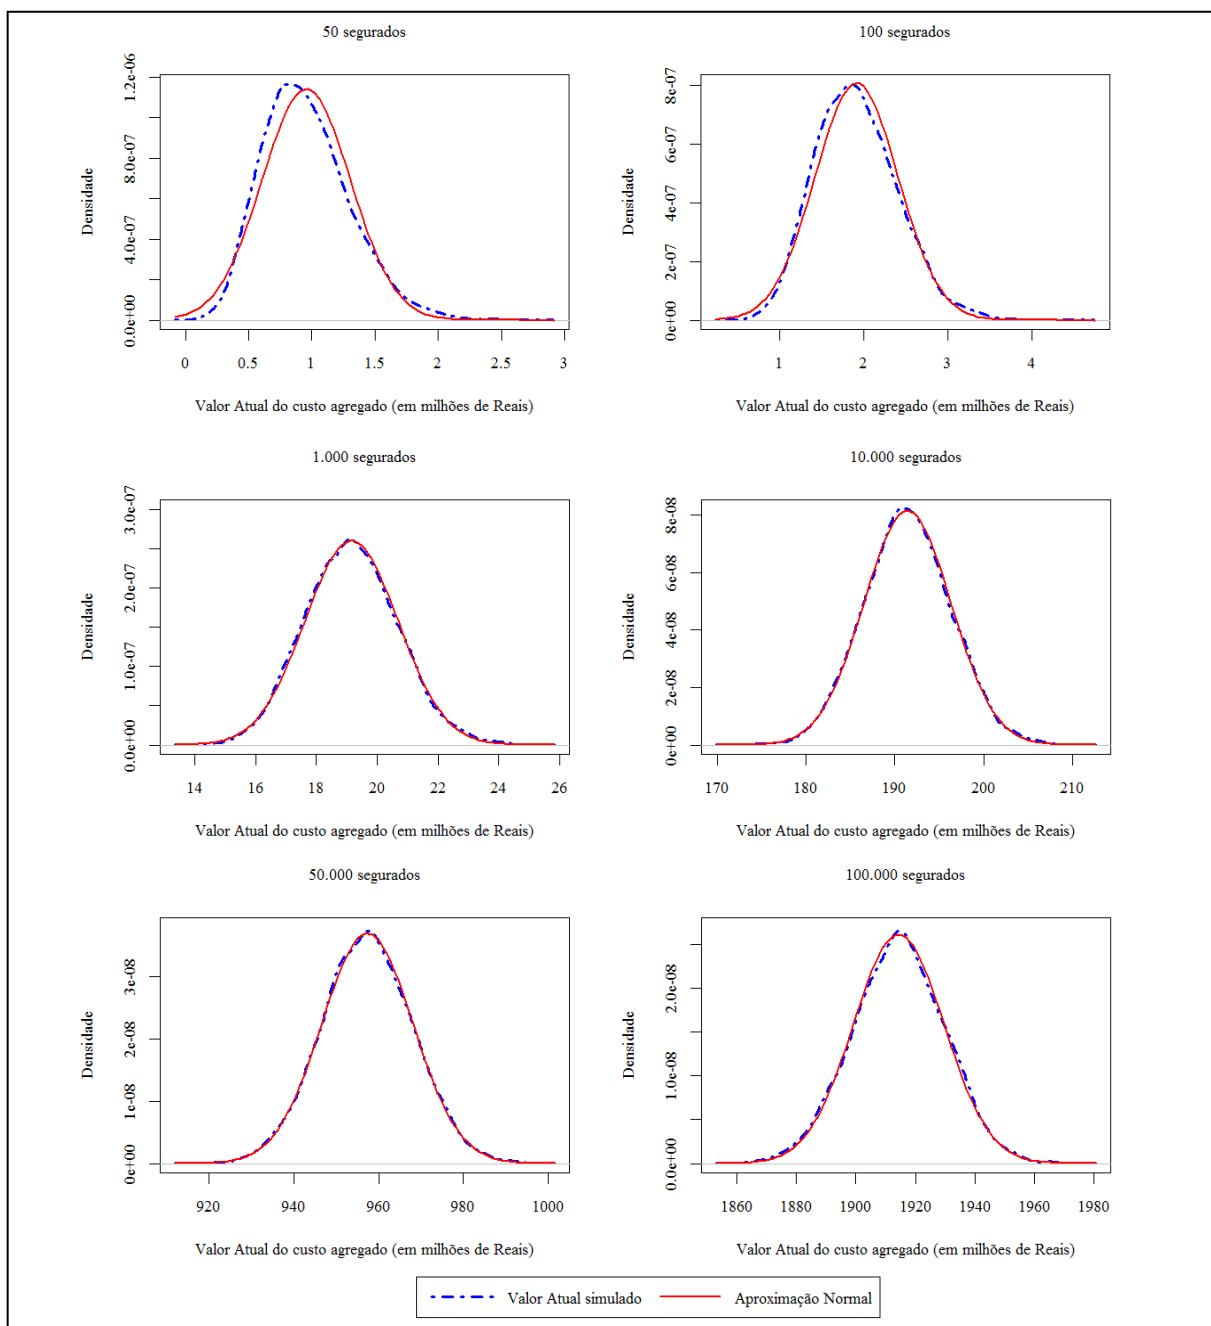 50 segurados
100 segurados
Densidade
0.0e+00 4.0e-07 8.0e-07 1.2e-06
0 0.5 1 1.5 2 2.5 3
Valor Atual do custo agregado (em milhões de Reais)
Densidade
0e+00 2e-07 4e-07 6e-07 8e-07
1 2 3 4
Valor Atual do custo agregado (em milhões de Reais)
1.000 segurados
10.000 segurados
Densidade
0.0e+00 1.0e-07 2.0e-07 3.0e-07
14 16 18 20 22 24 26
Valor Atual do custo agregado (em milhões de Reais)
Densidade
0e+00 2e-08 4e-08 6e-08 8e-08
170 180 190 200 210
Valor Atual do custo agregado (em milhões de Reais)
50.000 segurados
100.000 segurados
Densidade
0e+00 1e-08 2e-08 3e-08
920 940 960 980 1000
Valor Atual do custo agregado (em milhões de Reais)
Densidade
0.0e+00 1.0e-08 2.0e-08
1860 1880 1900 1920 1940 1960 1980
Valor Atual do custo agregado (em milhões de Reais)
Valor Atual simulado
Aproximação Normal